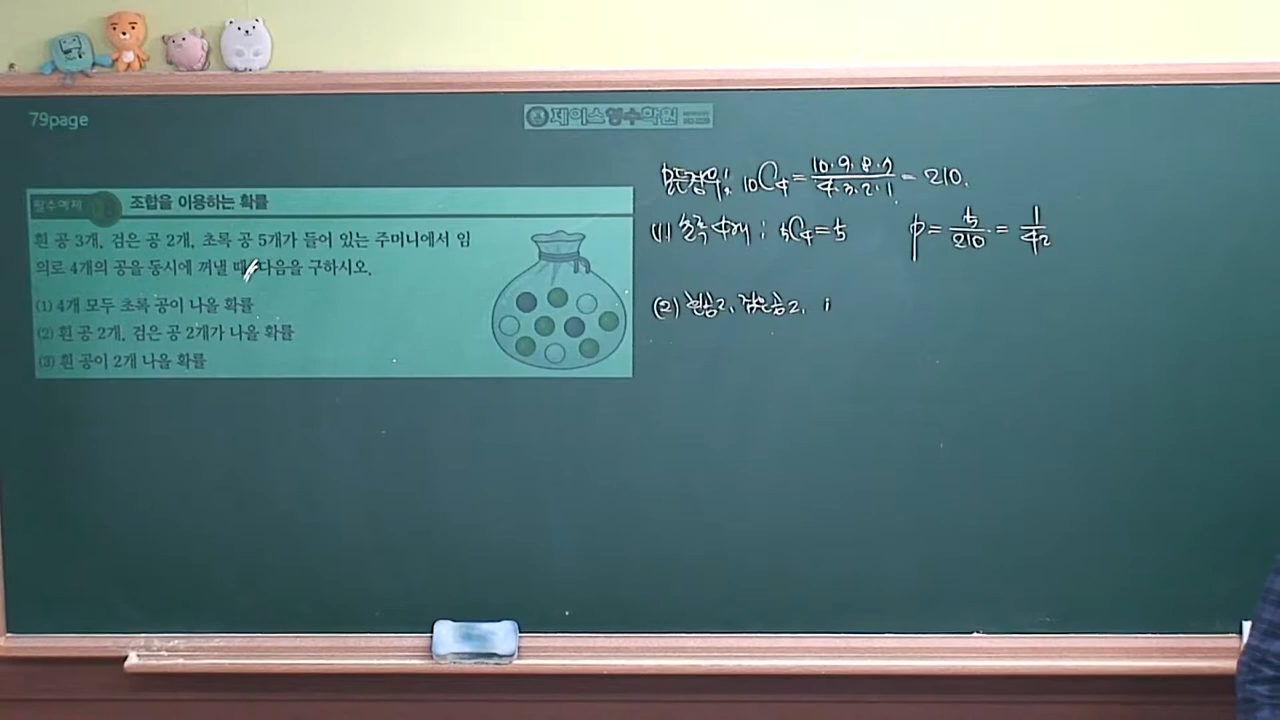 79page
제이스영수학원
필수예제
조합을 이용하는 확률
흰 공 3개, 검은 공 2개, 초록 공 5개가 들어 있는 주머니에서 임
의로 4개의 공을 동시에 꺼낼 때, 다음을 구하시오.
(1) 4개 모두 초록 공이 나올 확률
(2) 흰 공 2개, 검은 공 2개가 나올 확률
(3) 흰 공이 2개 나올 확률
모든경우; ₁₀C₄ = 10·9·8·7 / 4·3·2·1 = 210.
(1) 초록 4개 ; ₅C₄ = 5 p = 5/210 = 1/42
(2) 흰공2, 검은공2,